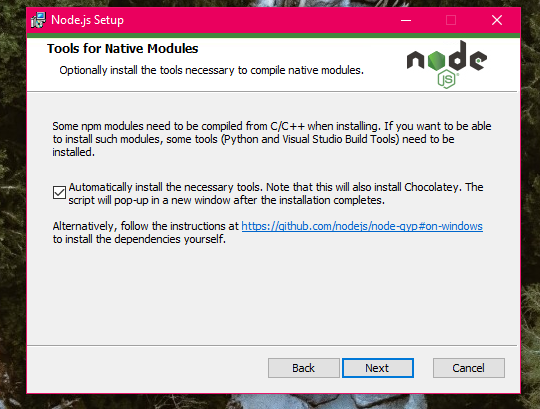 Node.js Setup
Tools for Native Modules
Optionally install the tools necessary to compile native modules.
node
JS
Some npm modules need to be compiled from C/C++ when installing. If you want to be able
to install such modules, some tools (Python and Visual Studio Build Tools) need to be
installed.
Automatically install the necessary tools. Note that this will also install Chocolatey. The
script will pop-up in a new window after the installation completes.
Alternatively, follow the instructions at https://github.com/nodejs/node-gyp#on-windows
to install the dependencies yourself.
Back
Next
Cancel